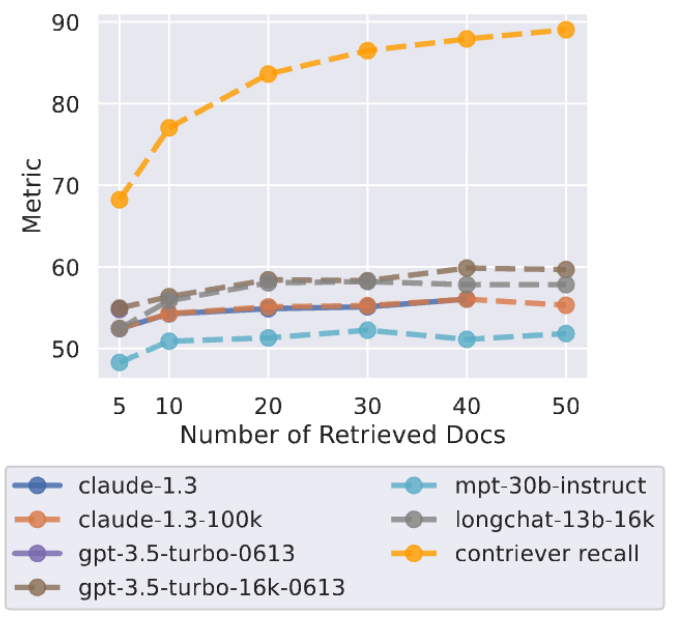 90
80
70
60
50
Metric
5 10 20 30 40 50
Number of Retrieved Docs
claude-1.3
claude-1.3-100k
gpt-3.5-turbo-0613
gpt-3.5-turbo-16k-0613
mpt-30b-instruct
longchat-13b-16k
contriever recall